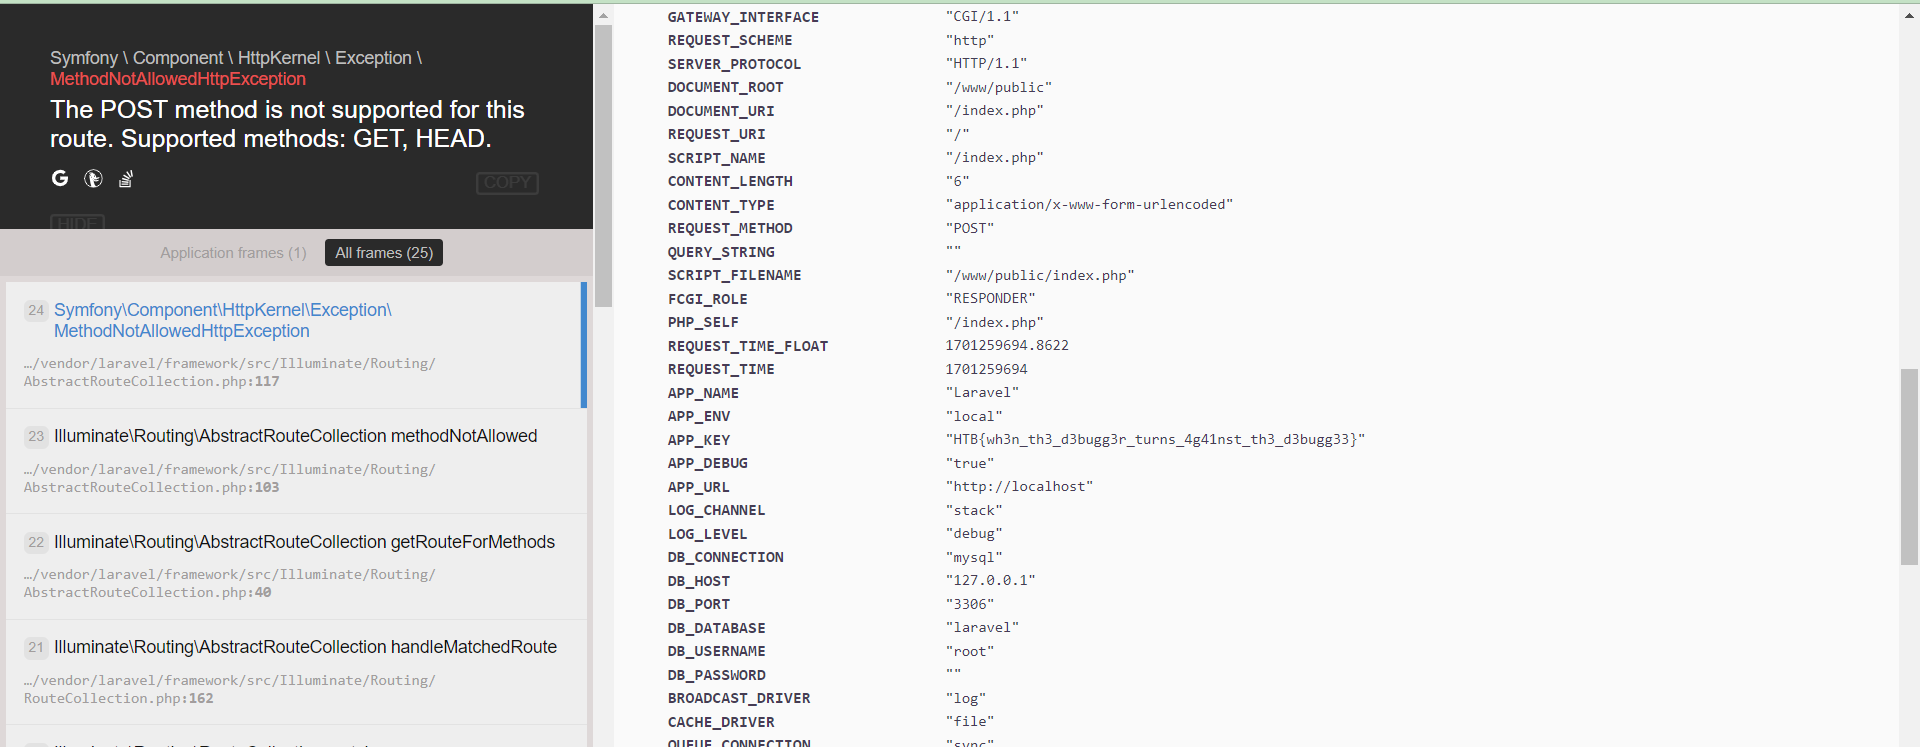 Symfony \ Component \ HttpKernel \ Exception \
MethodNotAllowedHttpException
The POST method is not supported for this
route. Supported methods: GET, HEAD.
COPY
HIDE
Application frames (1) All frames (25)
24 Symfony\Component\HttpKernel\Exception\
MethodNotAllowedHttpException
…/vendor/laravel/framework/src/Illuminate/Routing/
AbstractRouteCollection.php:117
23 Illuminate\Routing\AbstractRouteCollection methodNotAllowed
…/vendor/laravel/framework/src/Illuminate/Routing/
AbstractRouteCollection.php:103
22 Illuminate\Routing\AbstractRouteCollection getRouteForMethods
…/vendor/laravel/framework/src/Illuminate/Routing/
AbstractRouteCollection.php:40
21 Illuminate\Routing\AbstractRouteCollection handleMatchedRoute
…/vendor/laravel/framework/src/Illuminate/Routing/
RouteCollection.php:162
GATEWAY_INTERFACE "CGI/1.1"
REQUEST_SCHEME "http"
SERVER_PROTOCOL "HTTP/1.1"
DOCUMENT_ROOT "/www/public"
DOCUMENT_URI "/index.php"
REQUEST_URI "/"
SCRIPT_NAME "/index.php"
CONTENT_LENGTH "6"
CONTENT_TYPE "application/x-www-form-urlencoded"
REQUEST_METHOD "POST"
QUERY_STRING ""
SCRIPT_FILENAME "/www/public/index.php"
FCGI_ROLE "RESPONDER"
PHP_SELF "/index.php"
REQUEST_TIME_FLOAT 1701259694.8622
REQUEST_TIME 1701259694
APP_NAME "Laravel"
APP_ENV "local"
APP_KEY "HTB{wh3n_th3_d3bugg3r_turns_4g41nst_th3_d3bugg33}"
APP_DEBUG "true"
APP_URL "http://localhost"
LOG_CHANNEL "stack"
LOG_LEVEL "debug"
DB_CONNECTION "mysql"
DB_HOST "127.0.0.1"
DB_PORT "3306"
DB_DATABASE "laravel"
DB_USERNAME "root"
DB_PASSWORD ""
BROADCAST_DRIVER "log"
CACHE_DRIVER "file"
QUEUE_CONNECTION "sync"